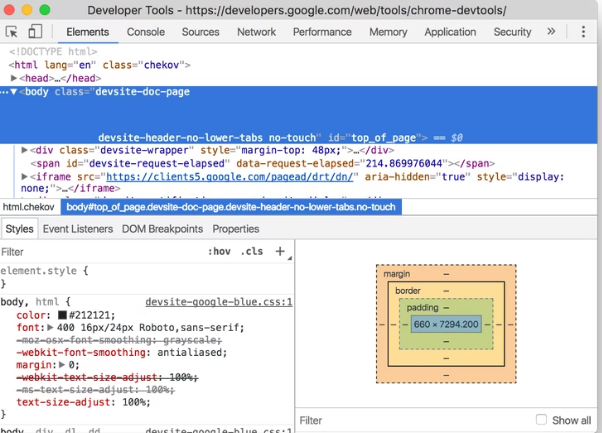 Developer Tools - https://developers.google.com/web/tools/chrome-devtools/
Elements Console Sources Network Performance Memory Application Security »
<!DOCTYPE html>
<html lang="en" class="chekov">
▶<head>…</head>
…▼<body class="devsite-doc-page
devsite-header-no-lower-tabs no-touch" id="top_of_page"> == $0
▶<div class="devsite-wrapper" style="margin-top: 48px;">…</div>
<span id="devsite-request-elapsed" data-request-elapsed="214.869976044"></span>
▶<iframe src="https://clients5.google.com/pagead/drt/dn/" aria-hidden="true" style="display:
none;">…</iframe>
html.chekov body#top_of_page.devsite-doc-page.devsite-header-no-lower-tabs.no-touch
Styles Event Listeners DOM Breakpoints Properties
Filter :hov .cls +
element.style {
}
body, html { devsite-google-blue.css:1
color: #212121;
font:▶400 16px/24px Roboto,sans-serif;
-moz-osx-font-smoothing: grayscale;
-webkit-font-smoothing: antialiased;
margin:▶0;
-webkit-text-size-adjust: 100%;
-ms-text-size-adjust: 100%;
text-size-adjust: 100%;
}
body, div, dl, dd, devsite-google-blue.css:1
margin –
border –
padding –
– – – 660 × 7294.200 – – –
–
–
–
Filter Show all